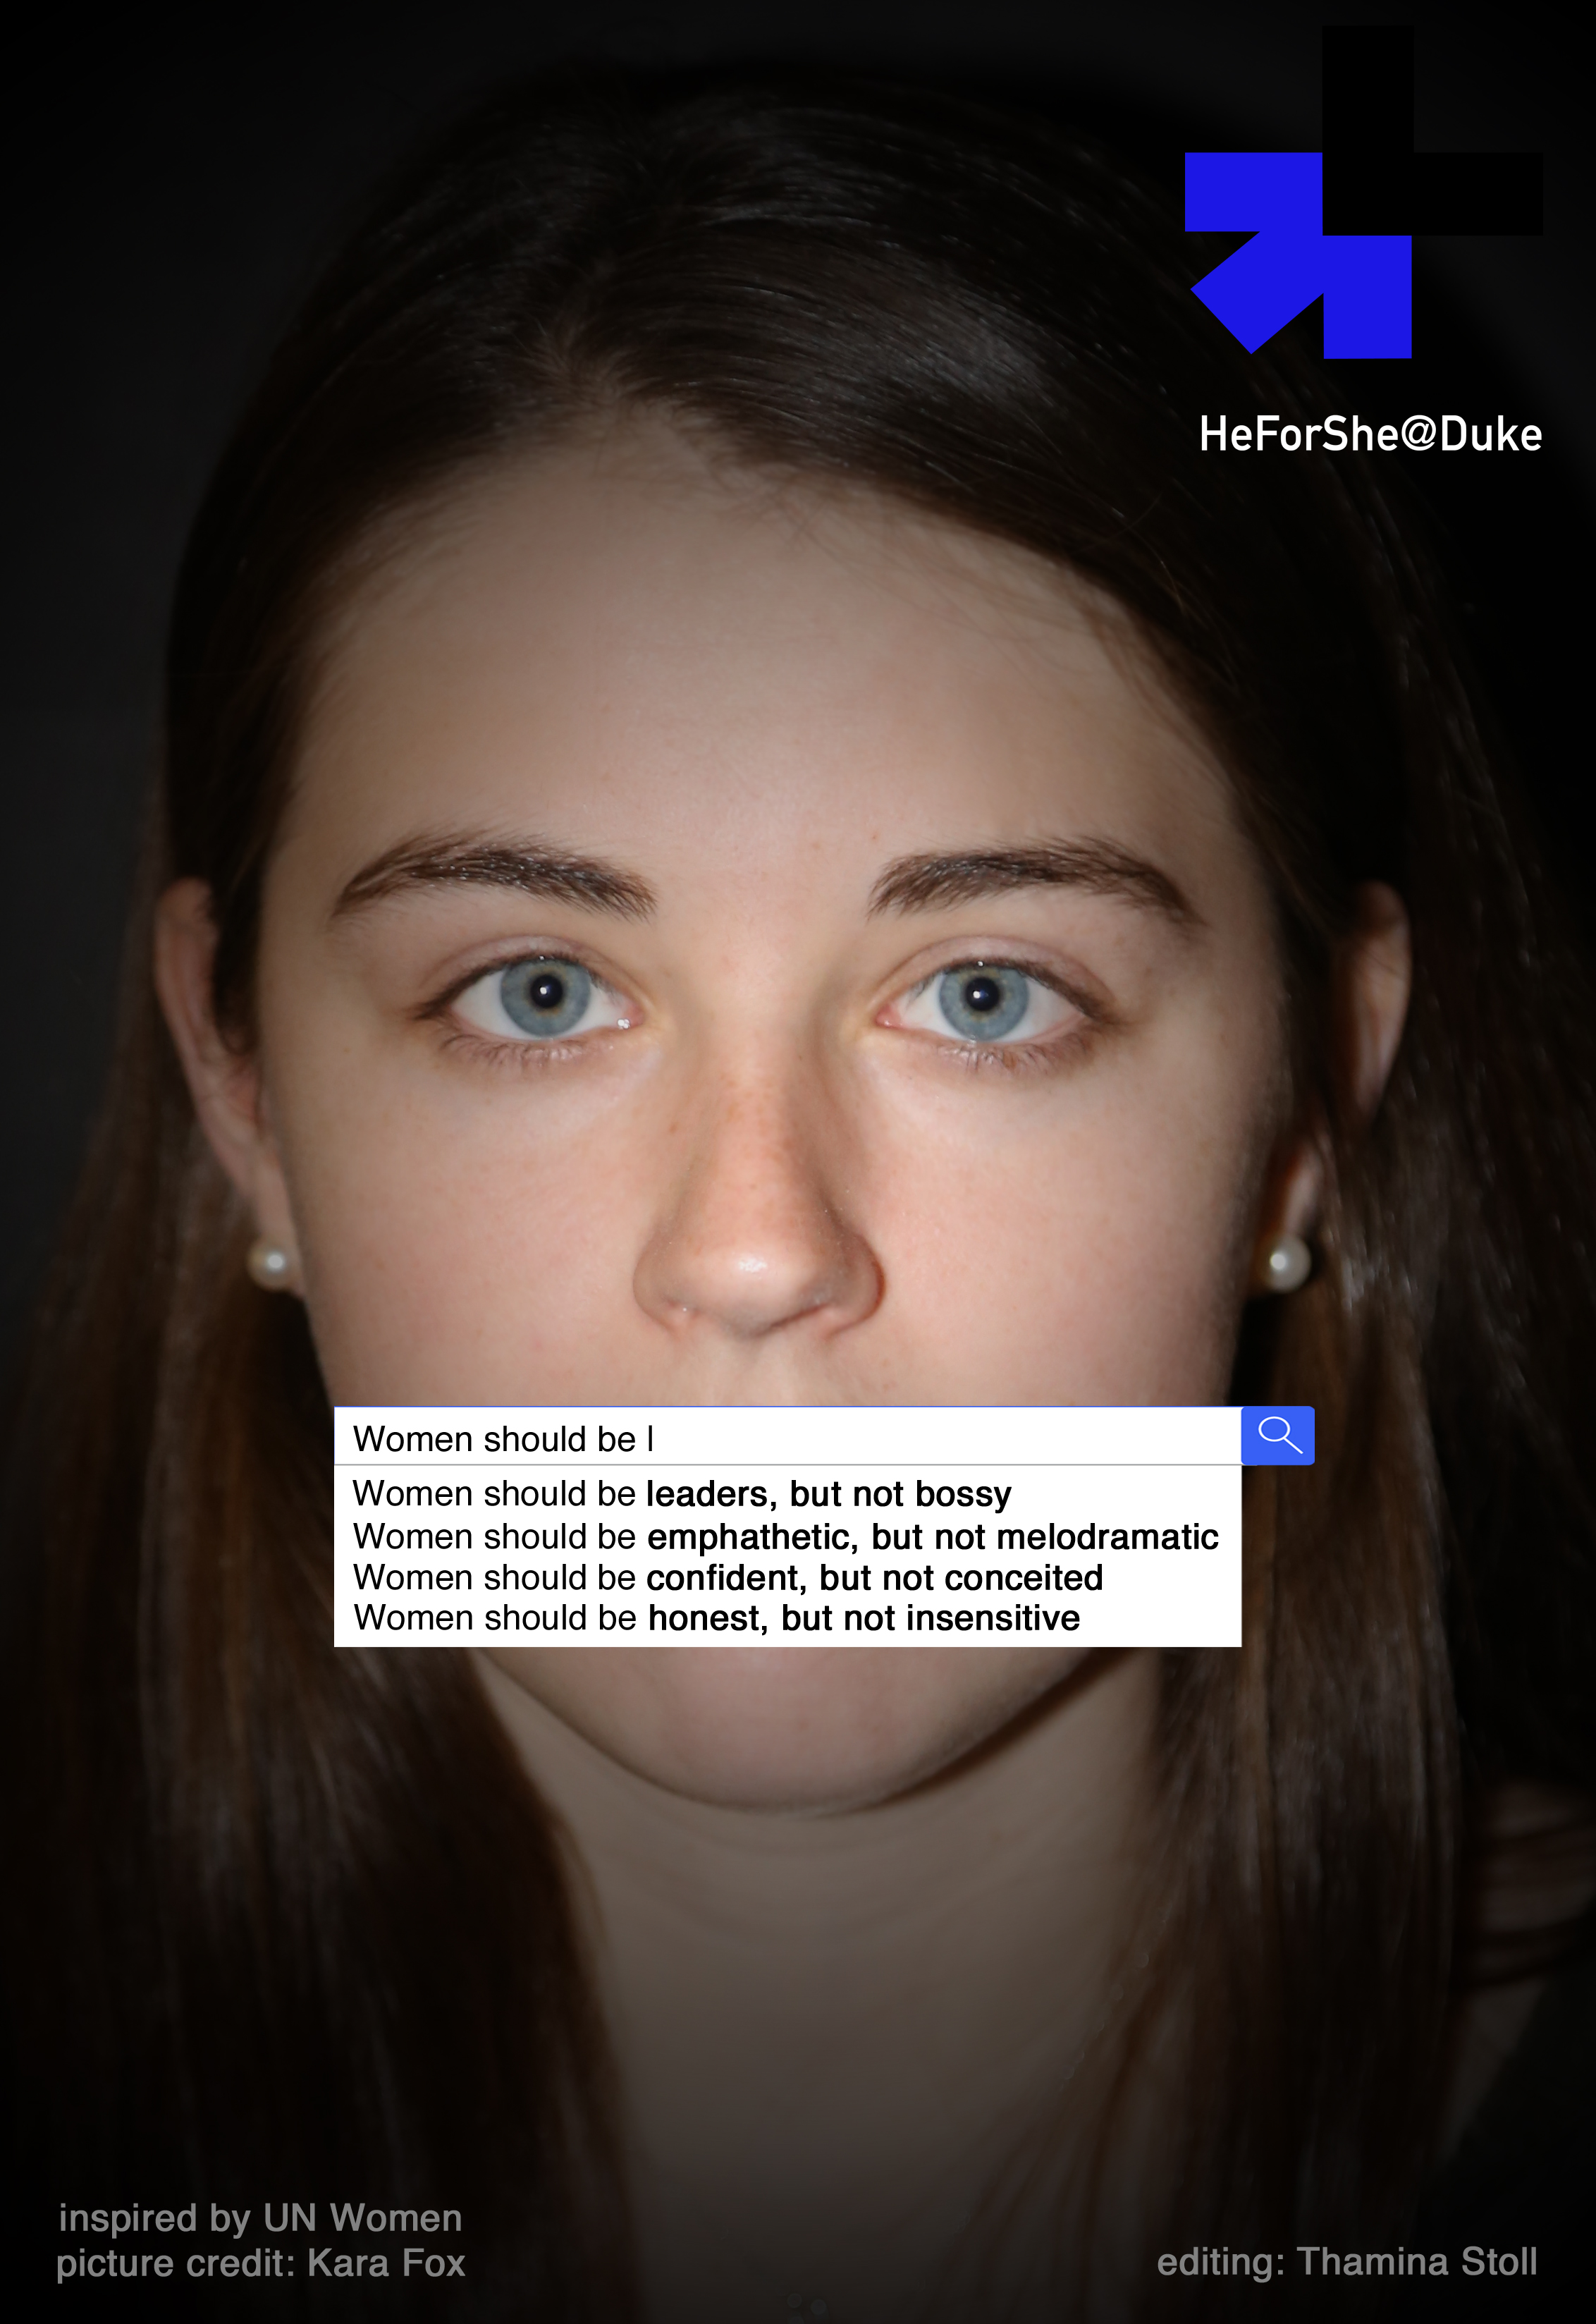 HeForShe@Duke
Women should be l
Women should be leaders, but not bossy
Women should be emphathetic, but not melodramatic
Women should be confident, but not conceited
Women should be honest, but not insensitive
inspired by UN Women
picture credit: Kara Fox
editing: Thamina Stoll